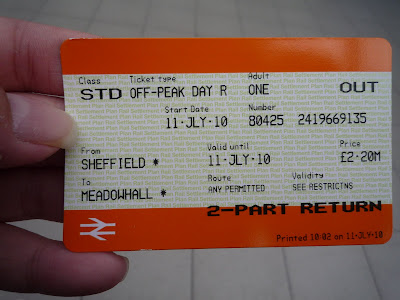 Class Ticket type Adult
STD OFF-PEAK DAY R ONE OUT
Start Date Number
11·JLY·10 80425 2419669135
From Valid until Price
SHEFFIELD * 11·JLY·10 £2·20M
To Route Validity
MEADOWHALL * ANY PERMITTED SEE RESTRICTNS
2-PART RETURN
Printed 10:02 on 11·JLY·10